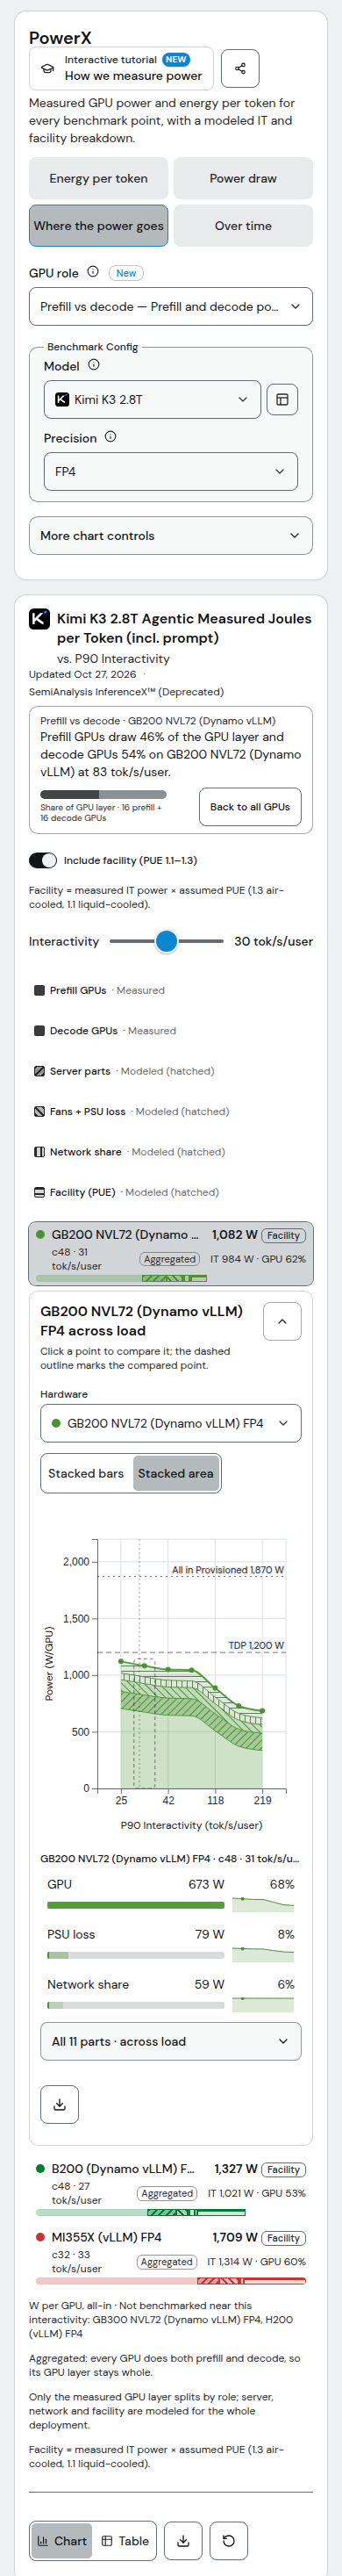 PowerX
Interactive tutorial NEW
How we measure power
Measured GPU power and energy per token for
every benchmark point, with a modeled IT and
facility breakdown.
Energy per token
Power draw
Where the power goes
Over time
GPU role
New
Prefill vs decode — Prefill and decode po...
Benchmark Config
Model
Kimi K3 2.8T
Precision
FP4
More chart controls
Kimi K3 2.8T Agentic Measured Joules
per Token (incl. prompt)
vs. P90 Interactivity
Updated Oct 27, 2026 ·
SemiAnalysis InferenceX™ (Deprecated)
Prefill vs decode · GB200 NVL72 (Dynamo vLLM)
Prefill GPUs draw 46% of the GPU layer and
decode GPUs 54% on GB200 NVL72 (Dynamo
vLLM) at 83 tok/s/user.
Share of GPU layer · 16 prefill +
16 decode GPUs
Back to all GPUs
Include facility (PUE 1.1–1.3)
Facility = measured IT power × assumed PUE (1.3 air-
cooled, 1.1 liquid-cooled).
Interactivity
30 tok/s/user
Prefill GPUs · Measured
Decode GPUs · Measured
Server parts · Modeled (hatched)
Fans + PSU loss · Modeled (hatched)
Network share · Modeled (hatched)
Facility (PUE) · Modeled (hatched)
GB200 NVL72 (Dynamo ... 1,082 W Facility
c48 · 31
tok/s/user
Aggregated
IT 984 W · GPU 62%
GB200 NVL72 (Dynamo vLLM)
FP4 across load
Click a point to compare it; the dashed
outline marks the compared point.
Hardware
GB200 NVL72 (Dynamo vLLM) FP4
Stacked bars
Stacked area
All in Provisioned 1,870 W
TDP 1,200 W
2,000
1,500
1,000
500
0
Power (W/GPU)
25
42
118
219
P90 Interactivity (tok/s/user)
GB200 NVL72 (Dynamo vLLM) FP4 · c48 · 31 tok/s/u...
GPU 673 W 68%
PSU loss 79 W 8%
Network share 59 W 6%
All 11 parts · across load
B200 (Dynamo vLLM) F... 1,327 W Facility
c48 · 27
tok/s/user
Aggregated
IT 1,021 W · GPU 53%
MI355X (vLLM) FP4 1,709 W Facility
c32 · 33
tok/s/user
Aggregated
IT 1,314 W · GPU 60%
W per GPU, all-in · Not benchmarked near this
interactivity: GB300 NVL72 (Dynamo vLLM) FP4, H200
(vLLM) FP4
Aggregated: every GPU does both prefill and decode, so
its GPU layer stays whole.
Only the measured GPU layer splits by role; server,
network and facility are modeled for the whole
deployment.
Facility = measured IT power × assumed PUE (1.3 air-
cooled, 1.1 liquid-cooled).
Chart
Table